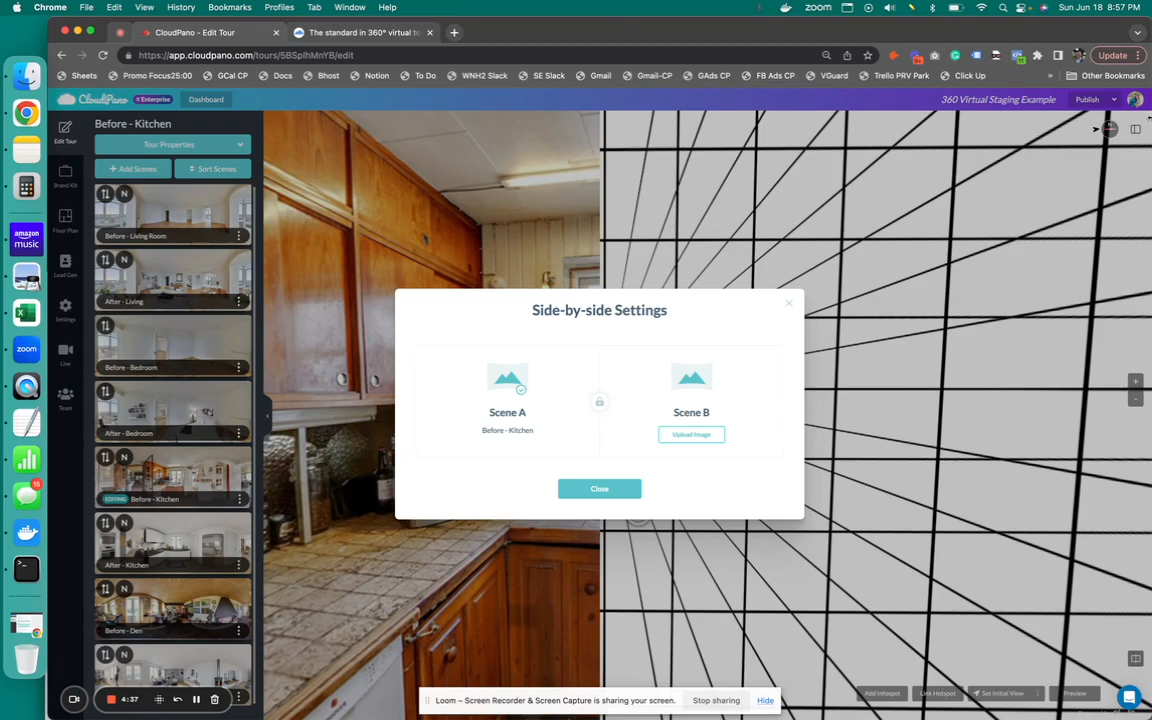 Chrome File Edit View History Bookmarks Profiles Tab Window Help
zoom
Sun Jun 18 8:57 PM
CloudPano - Edit Tour
The standard in 360º virtual to
https://app.cloudpano.com/tours/5BSplhMnYB/edit
Update
Sheets
Promo Focus25:00
GCal CP
Docs
Bhost
Notion
To Do
WNH2 Slack
SE Slack
Gmail
Gmail-CP
GAds CP
FB Ads CP
VGuard
Trello PRV Park
Click Up
»
Other Bookmarks
CloudPano
Enterprise
Dashboard
360 Virtual Staging Example
Publish
Edit Tour
Brand Kit
Floor Plan
Lead Gen
Settings
Live
Team
Before - Kitchen
Tour Properties
+ Add Scenes
Sort Scenes
N
Before - Living Room
N
After - Living
Before - Bedroom
After - Bedroom
N
EDITING Before - Kitchen
After - Kitchen
N
Before - Den
N
Side-by-side Settings
Scene A
Before - Kitchen
Scene B
Upload Image
Close
+
-
Add Infospot
Link Hotspot
Set Initial View
Preview
4:37
Loom – Screen Recorder & Screen Capture is sharing your screen.
Stop sharing
Hide
amazon
music
zoom
15